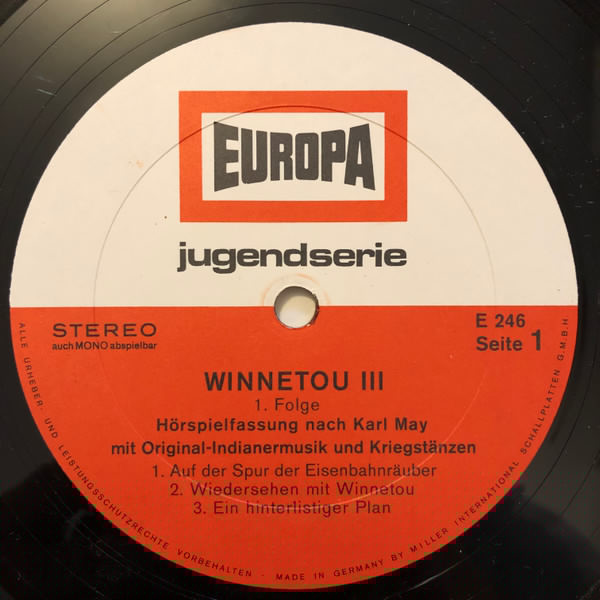 EUROPA
jugendserie
STEREO
auch MONO abspielbar
E 246
Seite 1
WINNETOU III
1. Folge
Hörspielfassung nach Karl May
mit Original-Indianermusik und Kriegstänzen
1. Auf der Spur der Eisenbahnräuber
2. Wiedersehen mit Winnetou
3. Ein hinterlistiger Plan
ALLE URHEBER- UND LEISTUNGSSCHUTZRECHTE VORBEHALTEN - MADE IN GERMANY BY MILLER INTERNATIONAL SCHALLPLATTEN G.M.B.H.